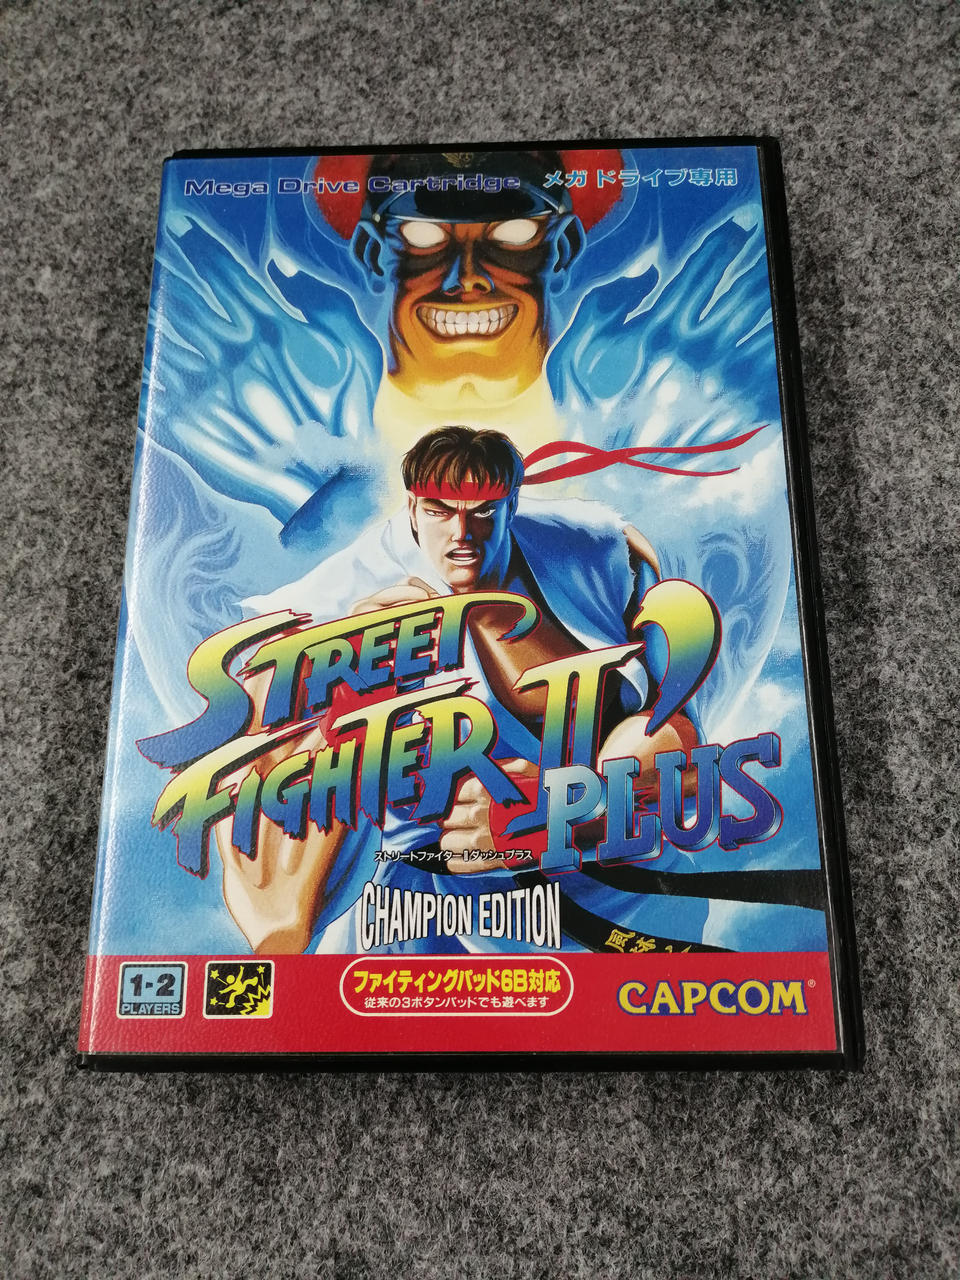 Mega Drive Cartridge メガドライブ専用
STREET
FIGHTER II'
PLUS
ストリートファイターIIダッシュプラス
CHAMPION EDITION
1-2
PLAYERS
ファイティングパッド6B対応
従来の3ボタンパッドでも遊べます
CAPCOM®